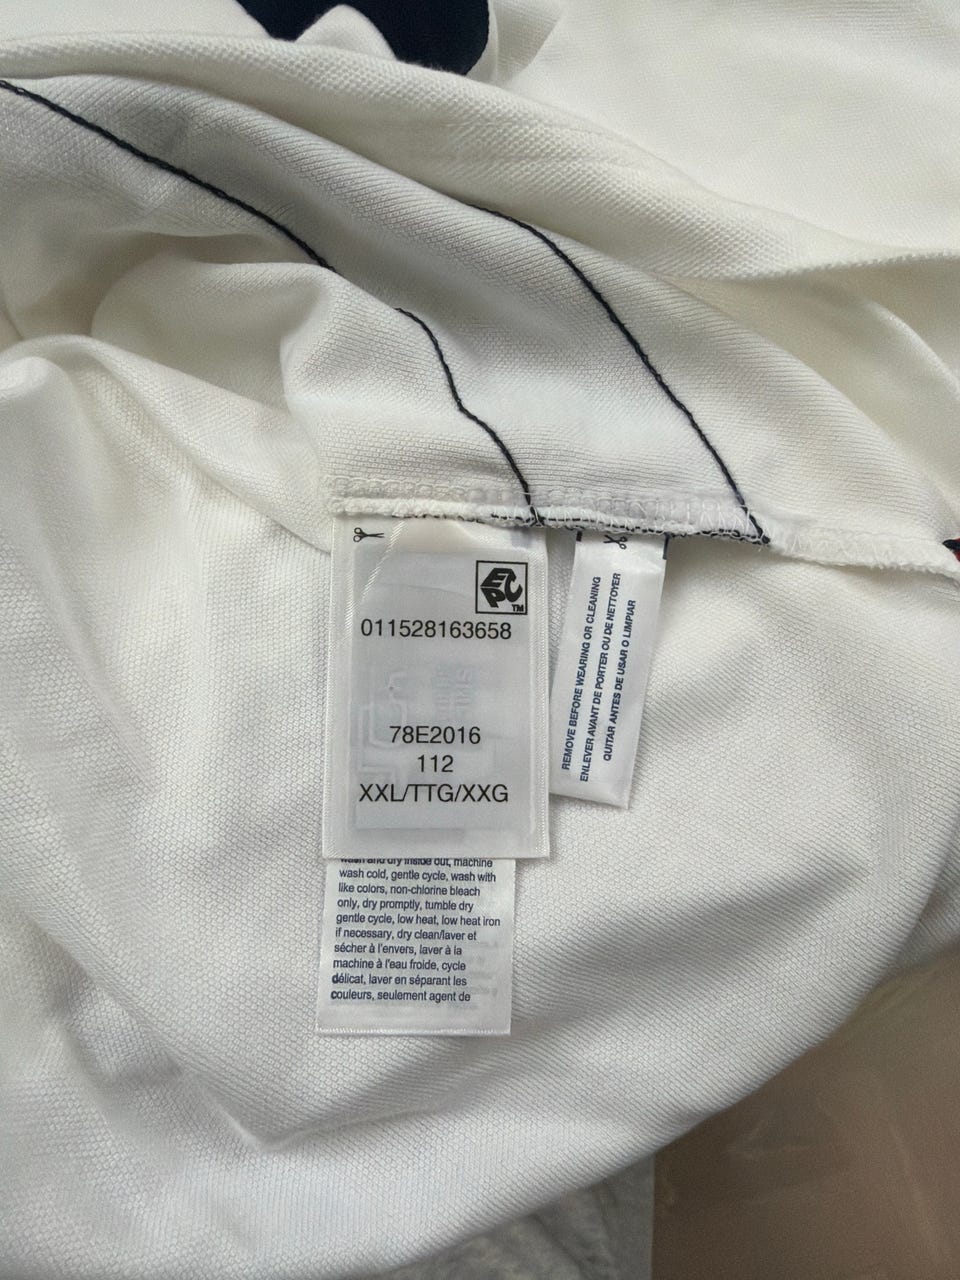 EPC
TM
011528163658
78E2016
112
XXL/TTG/XXG
REMOVE BEFORE WEARING OR CLEANING
ENLEVER AVANT DE PORTER OU DE NETTOYER
QUITAR ANTES DE USAR O LIMPIAR
wash and dry inside out, machine
wash cold, gentle cycle, wash with
like colors, non-chlorine bleach
only, dry promptly, tumble dry
gentle cycle, low heat, low heat iron
if necessary, dry clean/laver et
sécher à l'envers, laver à la
machine à l'eau froide, cycle
délicat, laver en séparant les
couleurs, seulement agent de